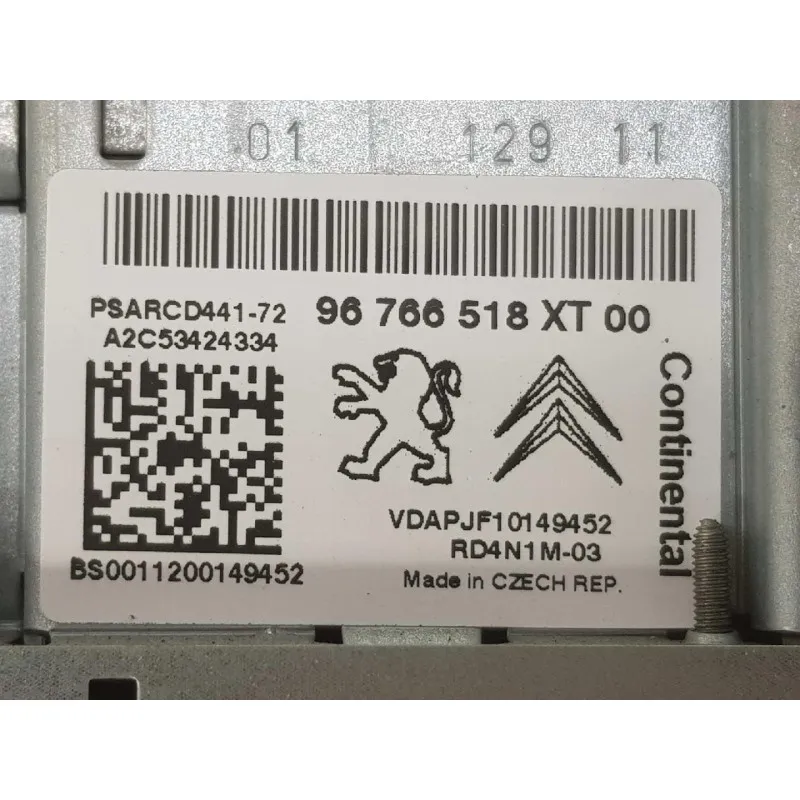 01 129 11
PSARCD441-72 96 766 518 XT 00
A2C53424334
Continental
VDAPJF10149452
RD4N1M-03
BS0011200149452
Made in CZECH REP.